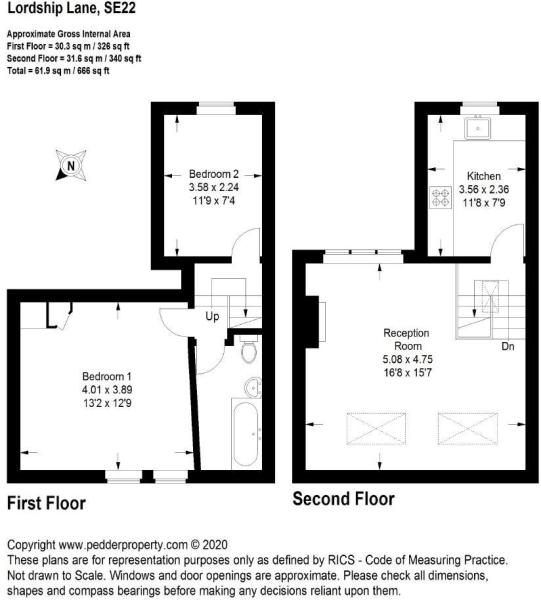 Lordship Lane, SE22
Approximate Gross Internal Area
First Floor = 30.3 sq m / 326 sq ft
Second Floor = 31.6 sq m / 340 sq ft
Total = 61.9 sq m / 666 sq ft
N
Bedroom 2
3.58 x 2.24
11'9 x 7'4
Kitchen
3.56 x 2.36
11'8 x 7'9
Up
Reception
Room
5.08 x 4.75
16'8 x 15'7
Dn
Bedroom 1
4.01 x 3.89
13'2 x 12'9
First Floor
Second Floor
Copyright www.pedderproperty.com © 2020
These plans are for representation purposes only as defined by RICS - Code of Measuring Practice.
Not drawn to Scale. Windows and door openings are approximate. Please check all dimensions,
shapes and compass bearings before making any decisions reliant upon them.